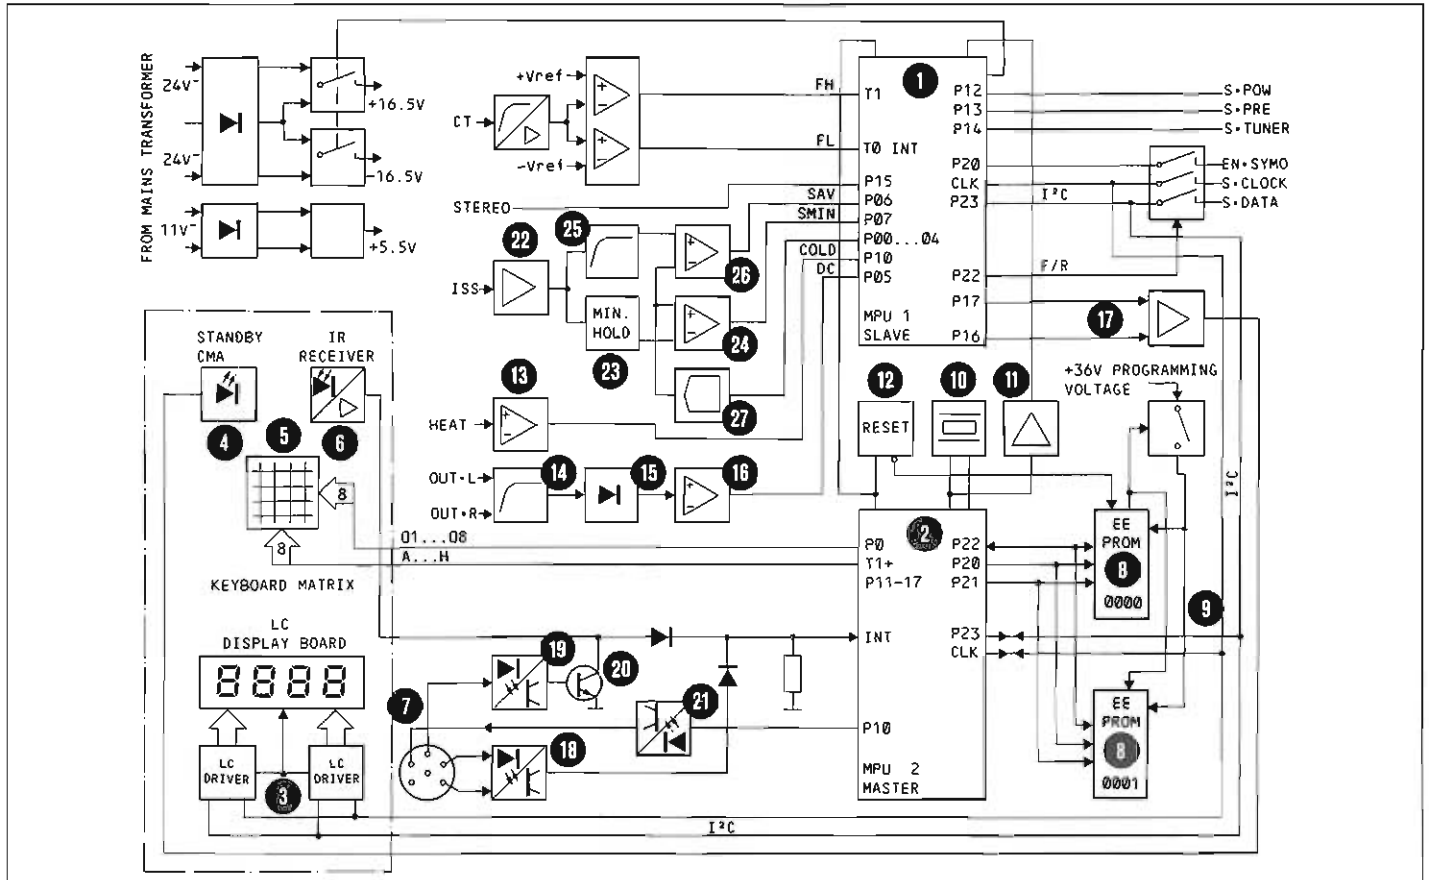 FROM MAINS TRANSFORMER
24V~
24V~
11V~
+16.5V
-16.5V
+5.5V
+Vref
CT
-Vref
FH
FL
STEREO
SAV
SMIN
COLD
DC
1
T1
T0 INT
P15
P06
P07
P00...04
P10
P05
MPU 1
SLAVE
P12
P13
P14
P20
CLK
P23
P22
P17
P16
S•POW
S•PRE
S•TUNER
EN•SYMO
S•CLOCK
S•DATA
I²C
F/R
17
22
ISS
25
MIN.
HOLD
23
26
24
27
13
HEAT
OUT•L
OUT•R
14
15
16
12
RESET
10
11
+36V PROGRAMMING
VOLTAGE
I²C
STANDBY
CMA
IR
RECEIVER
4
5
6
8
8
01...08
A...H
KEYBOARD MATRIX
LC
DISPLAY BOARD
8888
LC
DRIVER
LC
DRIVER
3
7
19
20
18
21
2
P0
T1+
P11-17
INT
P10
MPU 2
MASTER
P22
P20
P21
P23
CLK
EE
PROM
8
0000
9
EE
PROM
8
0001
I²C